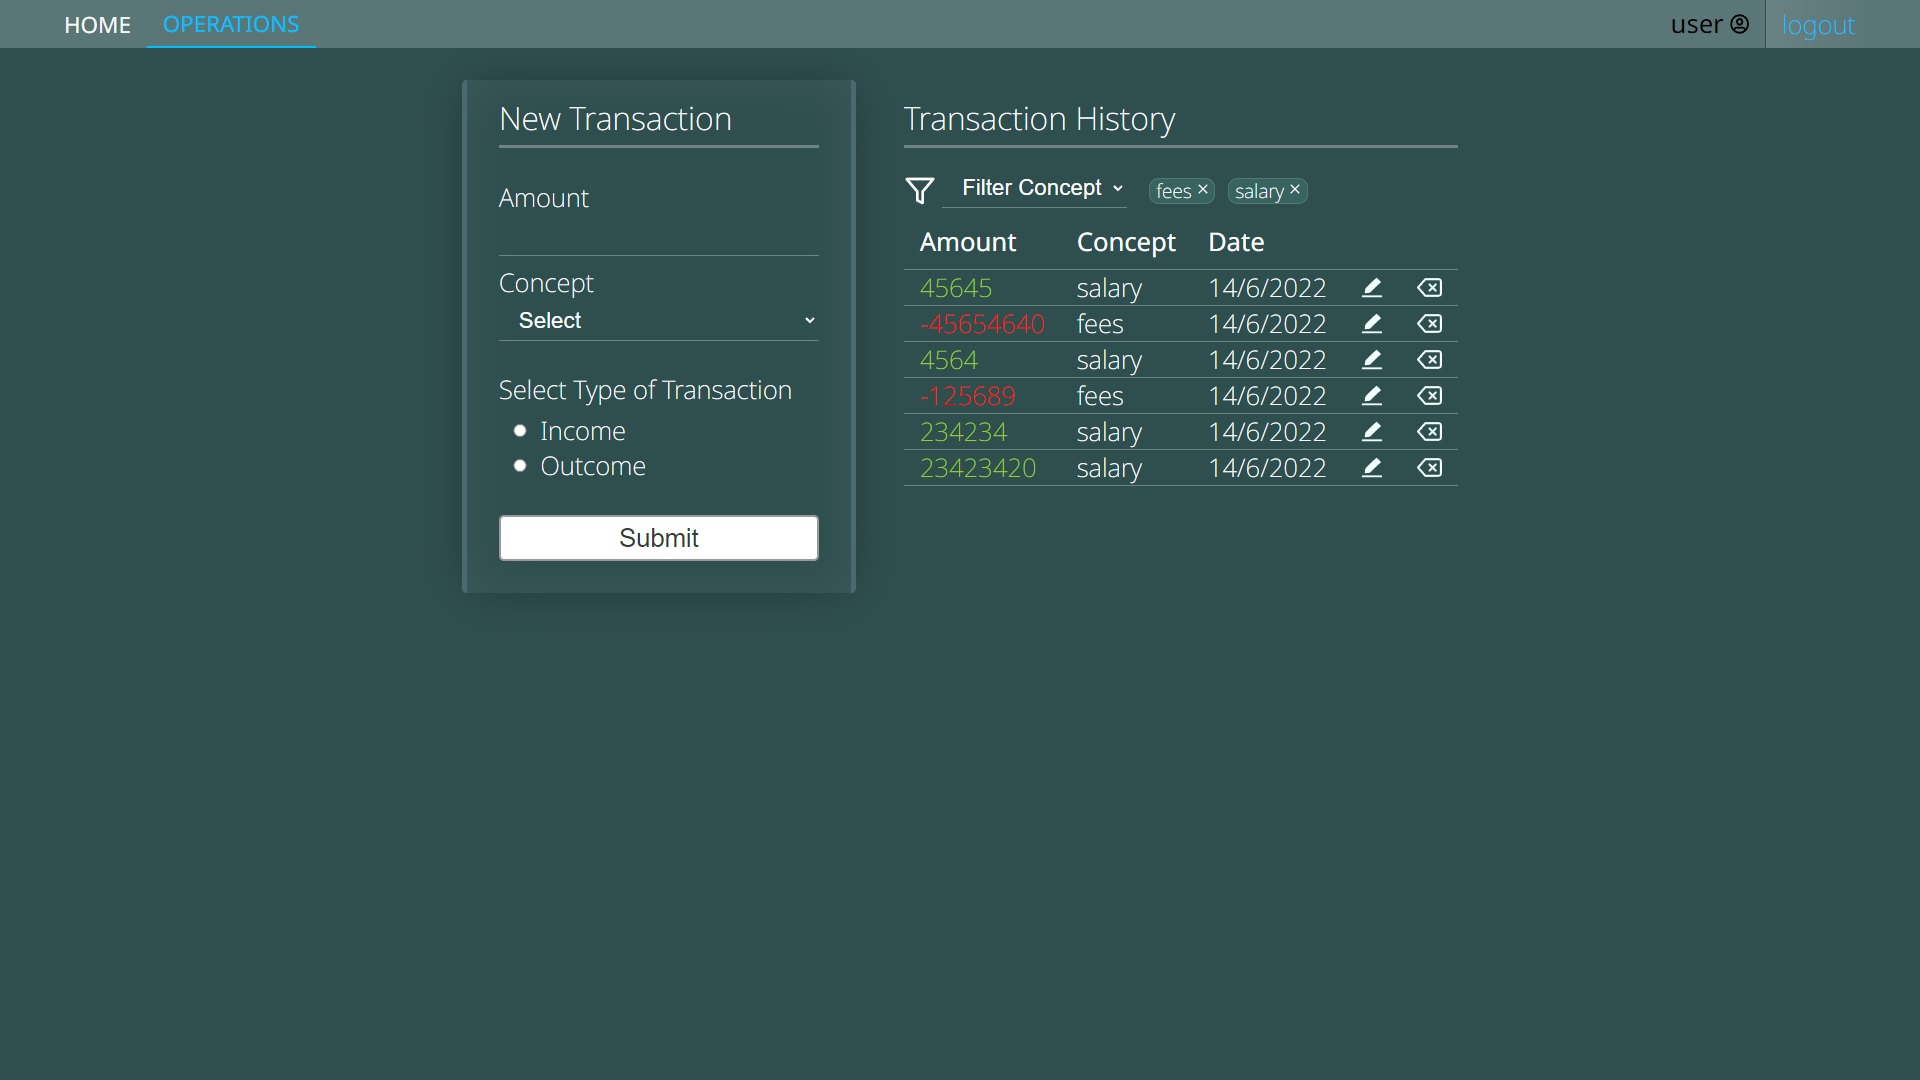 HOME OPERATIONS user logout
New Transaction
Amount
Concept
Select
Select Type of Transaction
Income
Outcome
Submit
Transaction History
Filter Concept fees × salary ×
Amount Concept Date
45645 salary 14/6/2022
-45654640 fees 14/6/2022
4564 salary 14/6/2022
-125689 fees 14/6/2022
234234 salary 14/6/2022
23423420 salary 14/6/2022